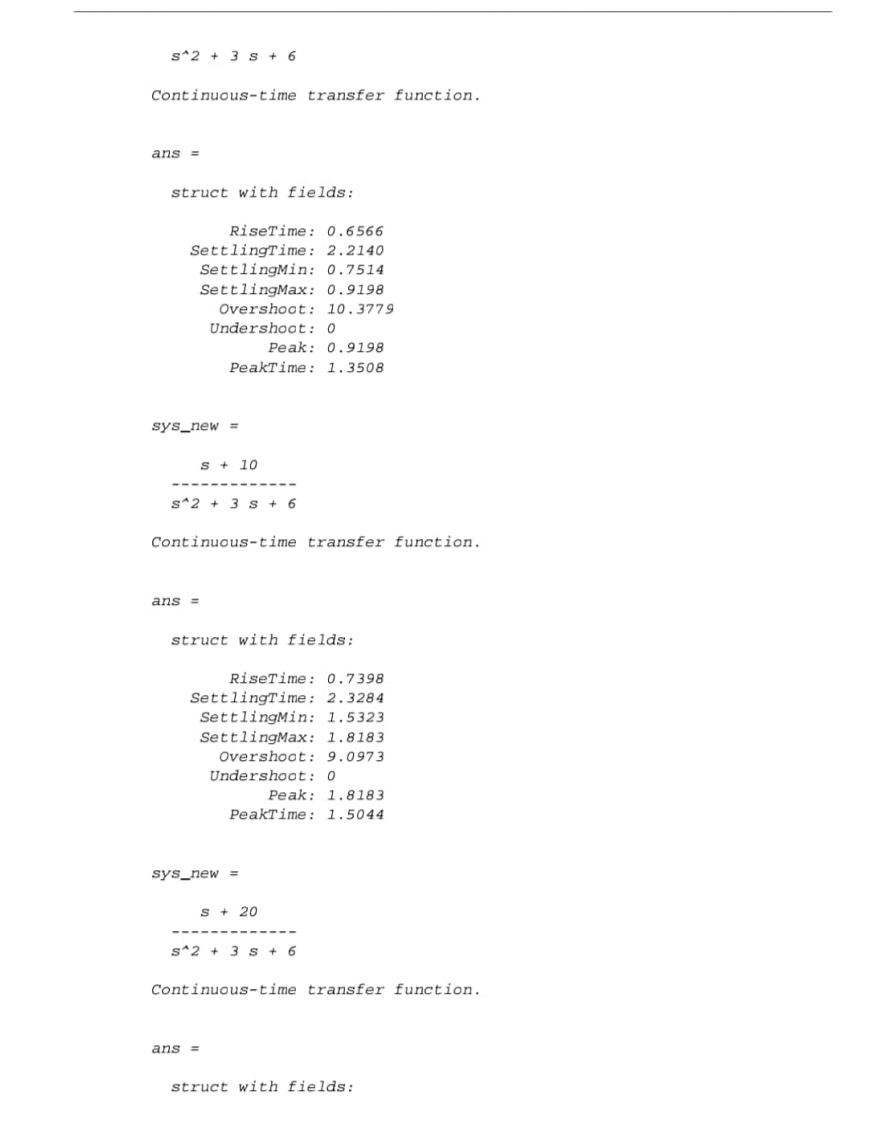 s^2 + 3 s + 6
Continuous-time transfer function.
ans =
struct with fields:
RiseTime: 0.6566
SettlingTime: 2.2140
SettlingMin: 0.7514
SettlingMax: 0.9198
Overshoot: 10.3779
Undershoot: 0
Peak: 0.9198
PeakTime: 1.3508
sys_new =
s + 10
-------------
s^2 + 3 s + 6
Continuous-time transfer function.
ans =
struct with fields:
RiseTime: 0.7398
SettlingTime: 2.3284
SettlingMin: 1.5323
SettlingMax: 1.8183
Overshoot: 9.0973
Undershoot: 0
Peak: 1.8183
PeakTime: 1.5044
sys_new =
s + 20
-------------
s^2 + 3 s + 6
Continuous-time transfer function.
ans =
struct with fields: